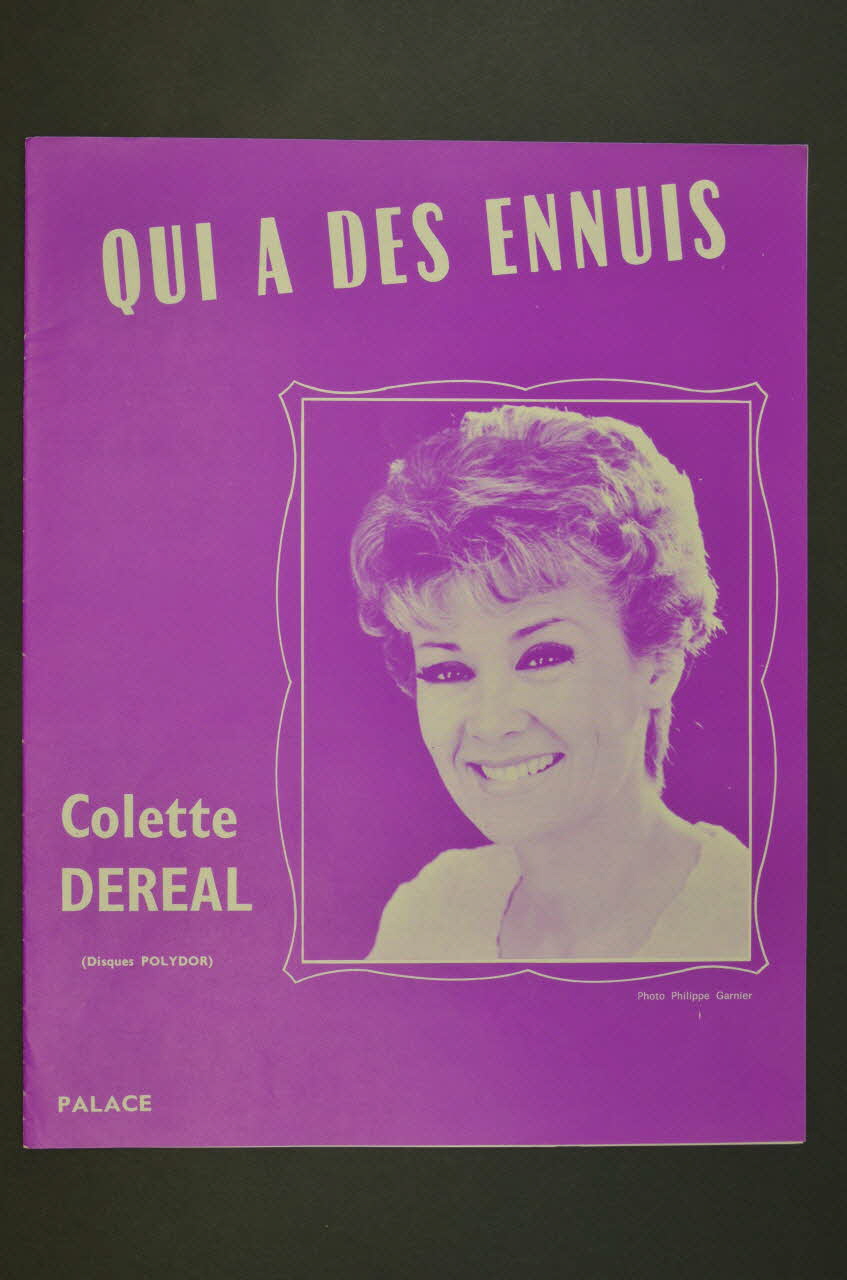 QUI A DES ENNUIS
Colette
DEREAL
(Disques POLYDOR)
Photo Philippe Garnier
PALACE